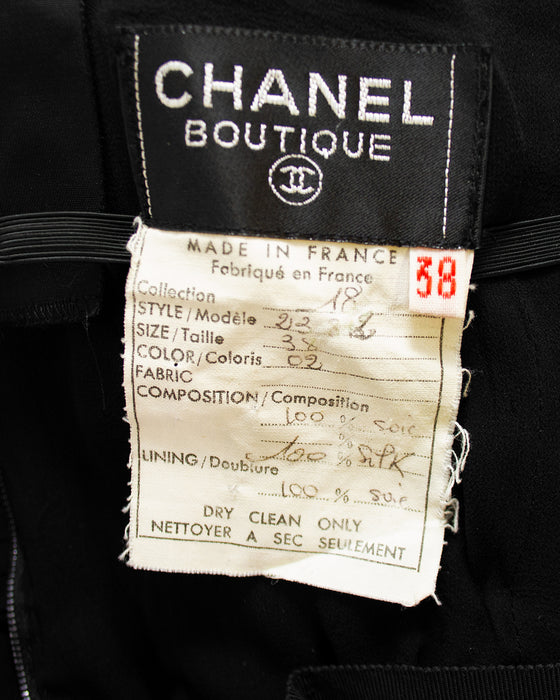 CHANEL
BOUTIQUE
MADE IN FRANCE
Fabriqué en France
38
Collection 18
STYLE/Modèle 23
SIZE/Taille 38
COLOR/Coloris 02
FABRIC
COMPOSITION/Composition
100 % soie
%
LINING/Doublure 100 % SILK
100 % soie
DRY CLEAN ONLY
NETTOYER A SEC SEULEMENT